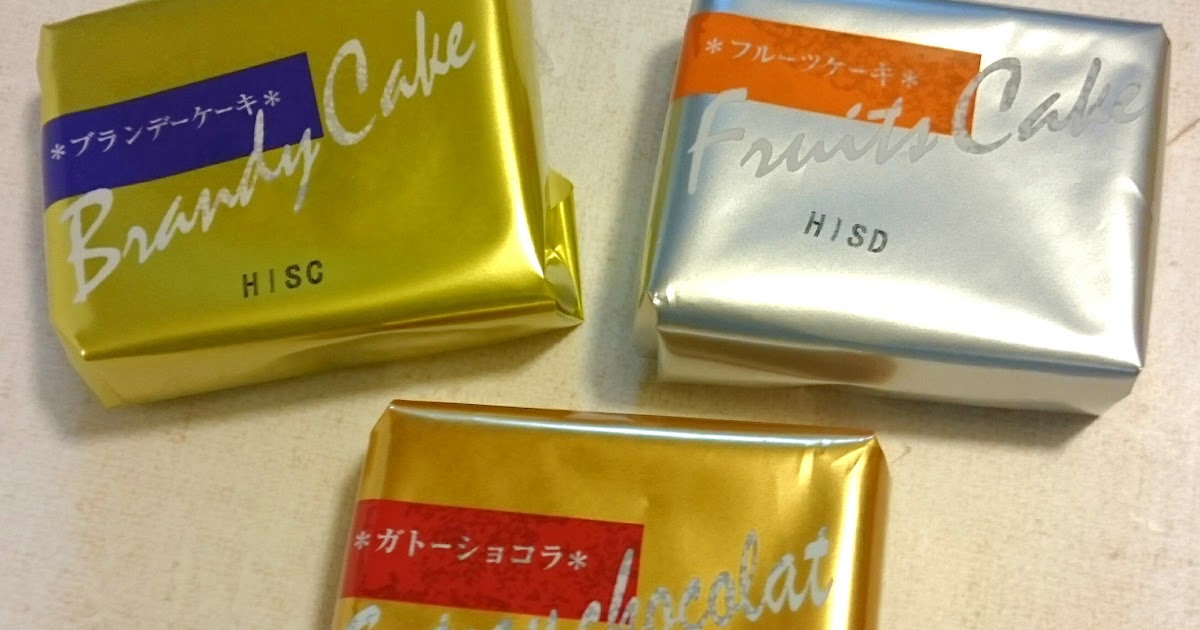 *ブランデーケーキ*
Brandy Cake
HISC
*フルーツケーキ*
Fruits Cake
HISD
*ガトーショコラ*
chocolat